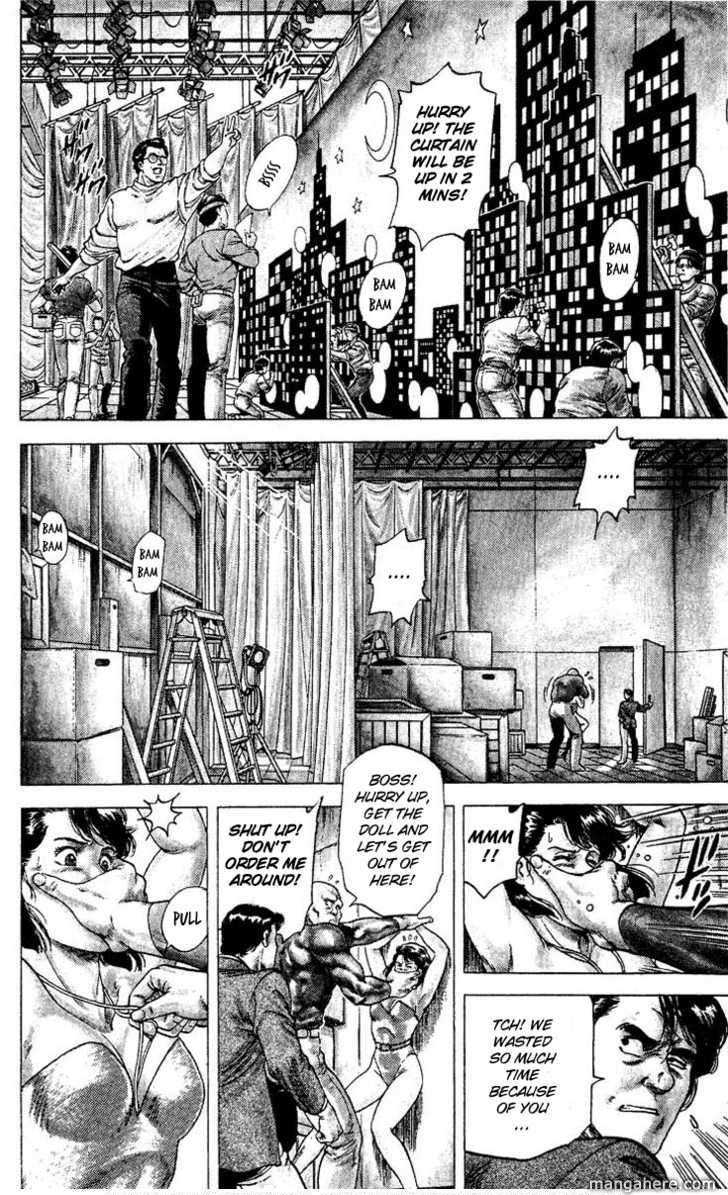 HURRY
UP! THE
CURTAIN
WILL BE
UP IN 2
MINS!
BSSS
BAM
BAM
BAM
BAM
....
....
BAM
BAM
BAM
BAM
PULL
BOSS!
HURRY UP,
GET THE
DOLL AND
LET'S GET
OUT OF
HERE!
SHUT UP!
DON'T
ORDER ME
AROUND!
MMM
!!
TCH! WE
WASTED
SO MUCH
TIME
BECAUSE
OF YOU
...
mangahere.com